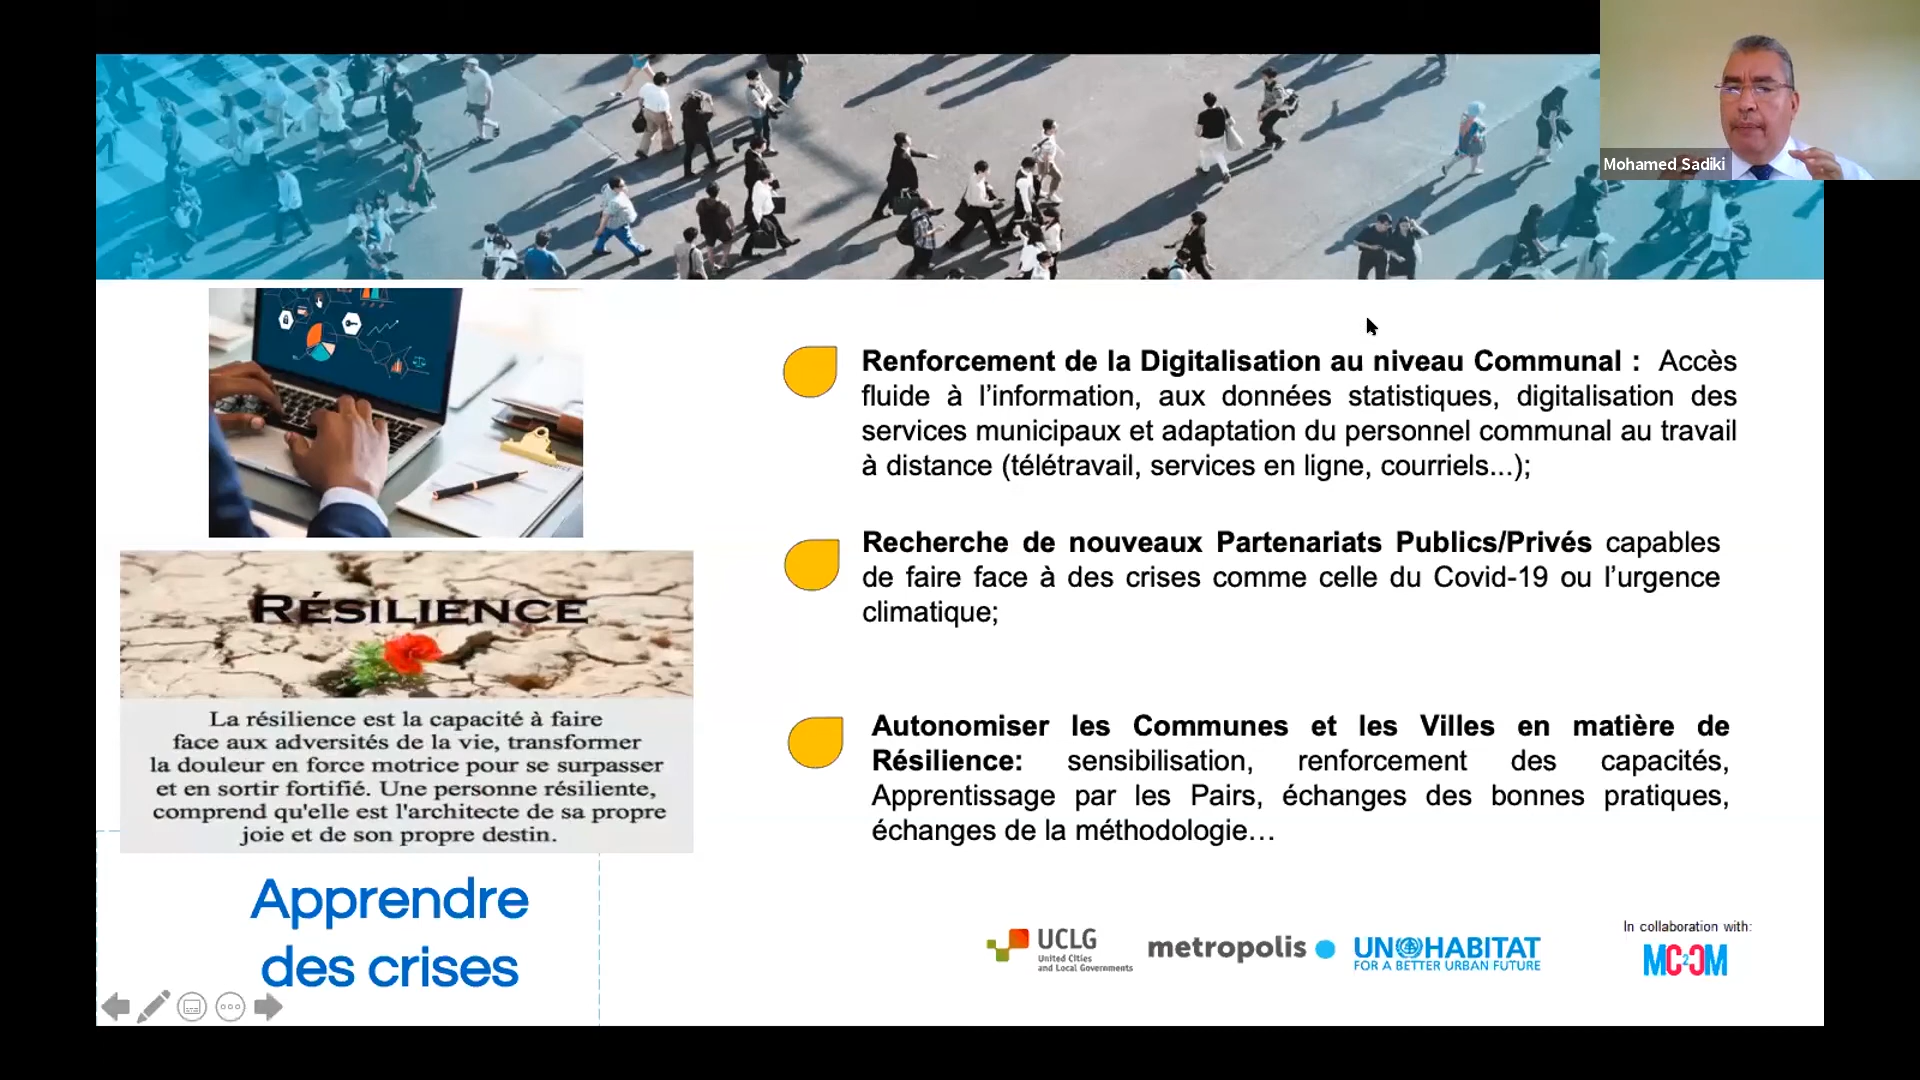 Mohamed Sadiki
Renforcement de la Digitalisation au niveau Communal : Accès
fluide à l’information, aux données statistiques, digitalisation des
services municipaux et adaptation du personnel communal au travail
à distance (télétravail, services en ligne, courriels...);
Recherche de nouveaux Partenariats Publics/Privés capables
de faire face à des crises comme celle du Covid-19 ou l’urgence
climatique;
Autonomiser les Communes et les Villes en matière de
Résilience: sensibilisation, renforcement des capacités,
Apprentissage par les Pairs, échanges des bonnes pratiques,
échanges de la méthodologie…
RÉSILIENCE
La résilience est la capacité à faire
face aux adversités de la vie, transformer
la douleur en force motrice pour se surpasser
et en sortir fortifié. Une personne résiliente,
comprend qu'elle est l'architecte de sa propre
joie et de son propre destin.
Apprendre
des crises
UCLG
United Cities
and Local Governments
metropolis
UN HABITAT
FOR A BETTER URBAN FUTURE
In collaboration with:
MC2CM